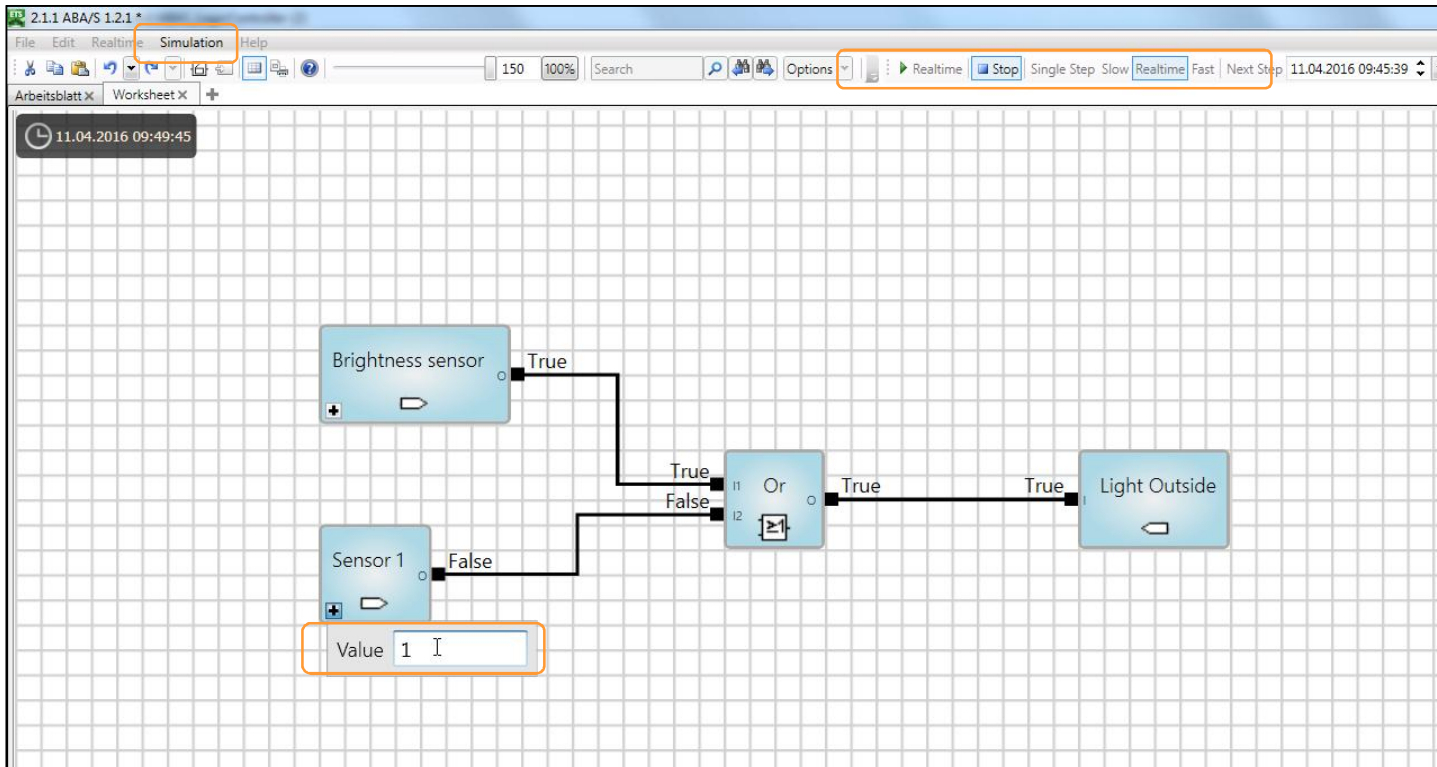 ETS 2.1.1 ABA/S 1.2.1 *
File Edit Realtime Simulation Help
150 100% Search Options Realtime Stop Single Step Slow Realtime Fast Next Step 11.04.2016 09:45:39
Arbeitsblatt × Worksheet × +
11.04.2016 09:49:45
Brightness sensor
O
True
True
False
I1
I2
Or
O
≥1
True
True
I
Light Outside
Sensor 1
O
False
Value 1